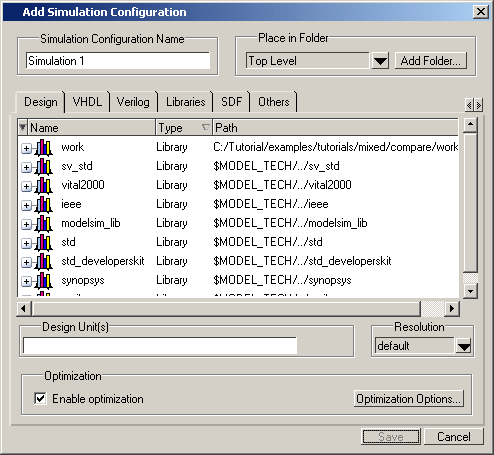 Add Simulation Configuration
Simulation Configuration Name
Place in Folder
Simulation 1
Top Level
Add Folder...
Design VHDL Verilog Libraries SDF Others
Name Type Path
work Library C:/Tutorial/examples/tutorials/mixed/compare/work
sv_std Library $MODEL_TECH/../sv_std
vital2000 Library $MODEL_TECH/../vital2000
ieee Library $MODEL_TECH/../ieee
modelsim_lib Library $MODEL_TECH/../modelsim_lib
std Library $MODEL_TECH/../std
std_developerskit Library $MODEL_TECH/../std_developerskit
synopsys Library $MODEL_TECH/../synopsys
Design Unit(s)
Resolution
default
Optimization
Enable optimization
Optimization Options...
Save Cancel